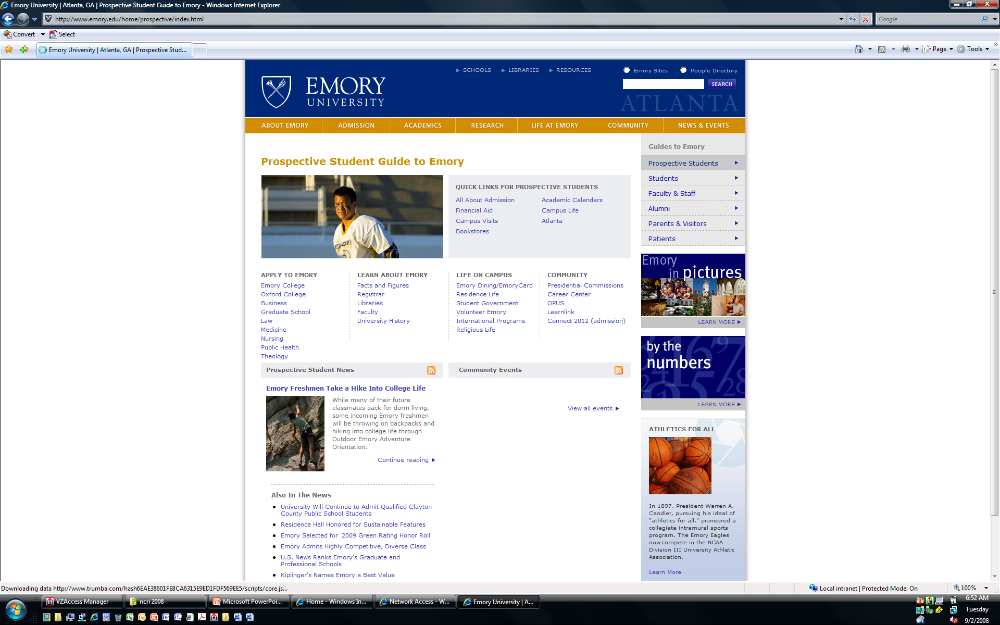 Emory University | Atlanta, GA | Prospective Student Guide to Emory - Windows Internet Explorer
http://www.emory.edu/home/prospective/index.html
Google
Convert Select
Emory University | Atlanta, GA | Prospective Stud...
Page Tools
SCHOOLS LIBRARIES RESOURCES
Emory Sites People Directory
EMORY
UNIVERSITY
SEARCH
ATLANTA
ABOUT EMORY ADMISSION ACADEMICS RESEARCH LIFE AT EMORY COMMUNITY NEWS & EVENTS
Prospective Student Guide to Emory
EMORY
QUICK LINKS FOR PROSPECTIVE STUDENTS
All About Admission
Financial Aid
Campus Visits
Bookstores
Academic Calendars
Campus Life
Atlanta
APPLY TO EMORY
Emory College
Oxford College
Business
Graduate School
Law
Medicine
Nursing
Public Health
Theology
LEARN ABOUT EMORY
Facts and Figures
Registrar
Libraries
Faculty
University History
LIFE ON CAMPUS
Emory Dining/EmoryCard
Residence Life
Student Government
Volunteer Emory
International Programs
Religious Life
COMMUNITY
Presidential Commissions
Career Center
OPUS
Learnlink
Connect 2012 (admission)
Prospective Student News
Emory Freshmen Take a Hike Into College Life
While many of their future
classmates pack for dorm living,
some incoming Emory freshmen
will be throwing on backpacks and
hiking into college life through
Outdoor Emory Adventure
Orientation.
Continue reading
Also In The News
University Will Continue to Admit Qualified Clayton
County Public School Students
Residence Hall Honored for Sustainable Features
Emory Selected for '2009 Green Rating Honor Roll'
Emory Admits Highly Competitive, Diverse Class
U.S. News Ranks Emory's Graduate and
Professional Schools
Kiplinger's Names Emory a Best Value
Community Events
View all events
Guides to Emory
Prospective Students
Students
Faculty & Staff
Alumni
Parents & Visitors
Patients
Emory
in pictures
LEARN MORE
by the
numbers
LEARN MORE
ATHLETICS FOR ALL
In 1897, President Warren A.
Candler, pursuing his ideal of
"athletics for all," pioneered a
collegiate intramural sports
program. The Emory Eagles
now compete in the NCAA
Division III University Athletic
Association.
Learn More
Downloading data http://www.trumba.com/hash6EAE38601FE8CA6315E9ED1FDF569EE5/scripts/core.js...
Local intranet | Protected Mode: On
100%
VZAccess Manager
ncri 2008
Microsoft PowerPoi...
Home - Windows In...
Network Access - W...
Emory University | A...
6:52 AM
Tuesday
9/2/2008